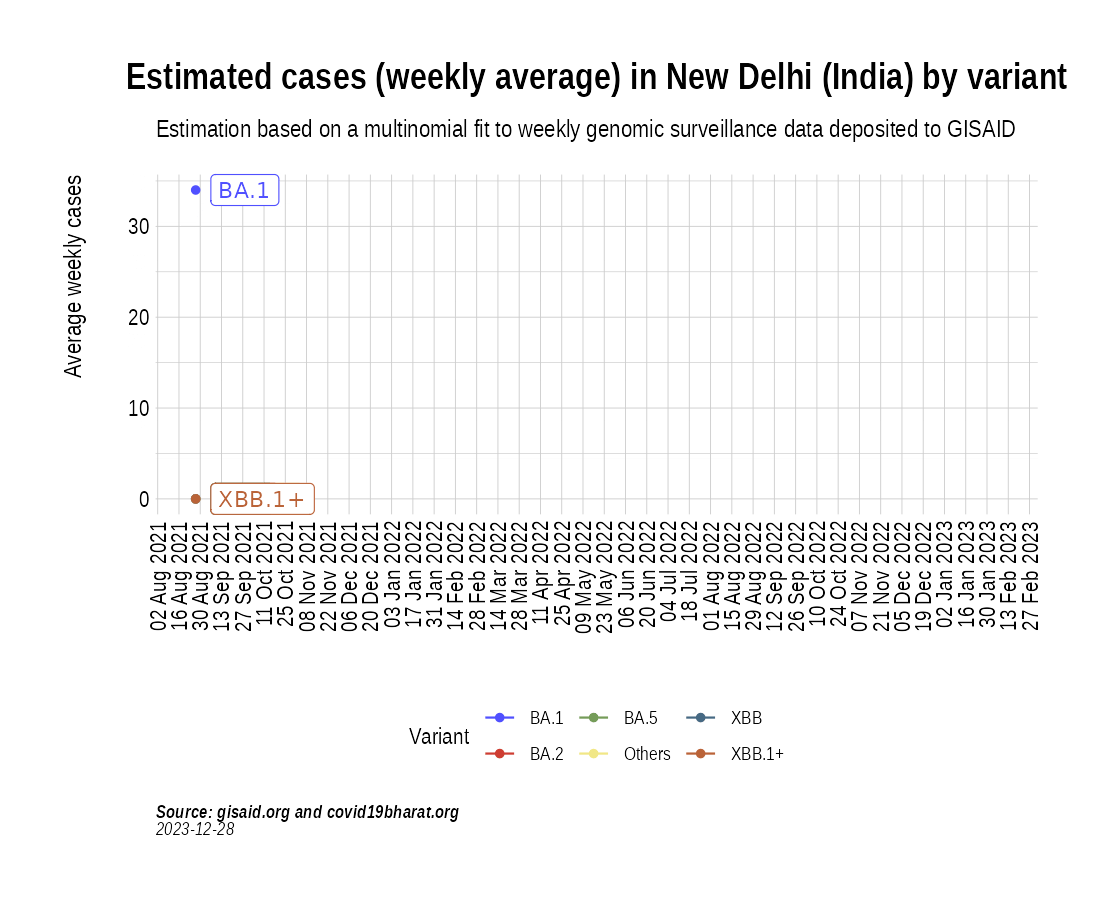 Estimated cases (weekly average) in New Delhi (India) by variant
Estimation based on a multinomial fit to weekly genomic surveillance data deposited to GISAID
Average weekly cases
30
20
10
0
BA.1
XBB.1+
02 Aug 2021
16 Aug 2021
30 Aug 2021
13 Sep 2021
27 Sep 2021
11 Oct 2021
25 Oct 2021
08 Nov 2021
22 Nov 2021
06 Dec 2021
20 Dec 2021
03 Jan 2022
17 Jan 2022
31 Jan 2022
14 Feb 2022
28 Feb 2022
14 Mar 2022
28 Mar 2022
11 Apr 2022
25 Apr 2022
09 May 2022
23 May 2022
06 Jun 2022
20 Jun 2022
04 Jul 2022
18 Jul 2022
01 Aug 2022
15 Aug 2022
29 Aug 2022
12 Sep 2022
26 Sep 2022
10 Oct 2022
24 Oct 2022
07 Nov 2022
21 Nov 2022
05 Dec 2022
19 Dec 2022
02 Jan 2023
16 Jan 2023
30 Jan 2023
13 Feb 2023
27 Feb 2023
Variant
BA.1
BA.2
BA.5
Others
XBB
XBB.1+
Source: gisaid.org and covid19bharat.org
2023-12-28